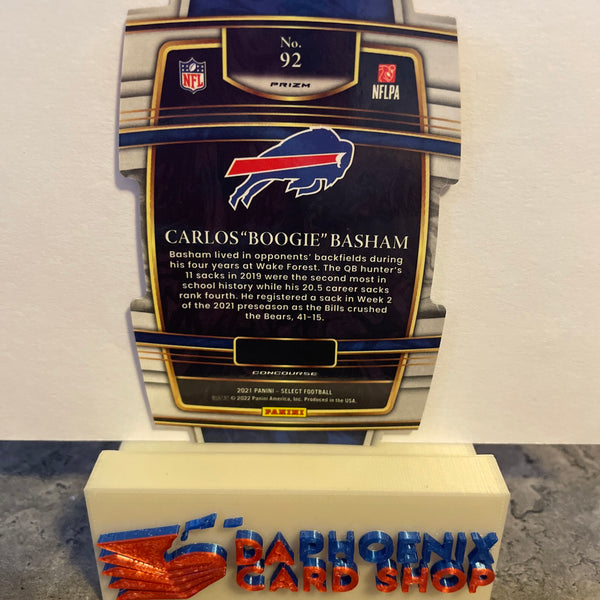 No.
92
PRIZM
NFL
NFLPA
CARLOS "BOOGIE" BASHAM
Basham lived in opponents' backfields during
his four years at Wake Forest. The QB hunter's
11 sacks in 2019 were the second most in
school history while his 20.5 career sacks
rank fourth. He registered a sack in Week 2
of the 2021 preseason as the Bills crushed
the Bears, 41-15.
CONCOURSE
2021 PANINI - SELECT FOOTBALL
© 2022 Panini America, Inc. Produced in the USA.
PANINI
DAPHOENIX
CARD SHOP